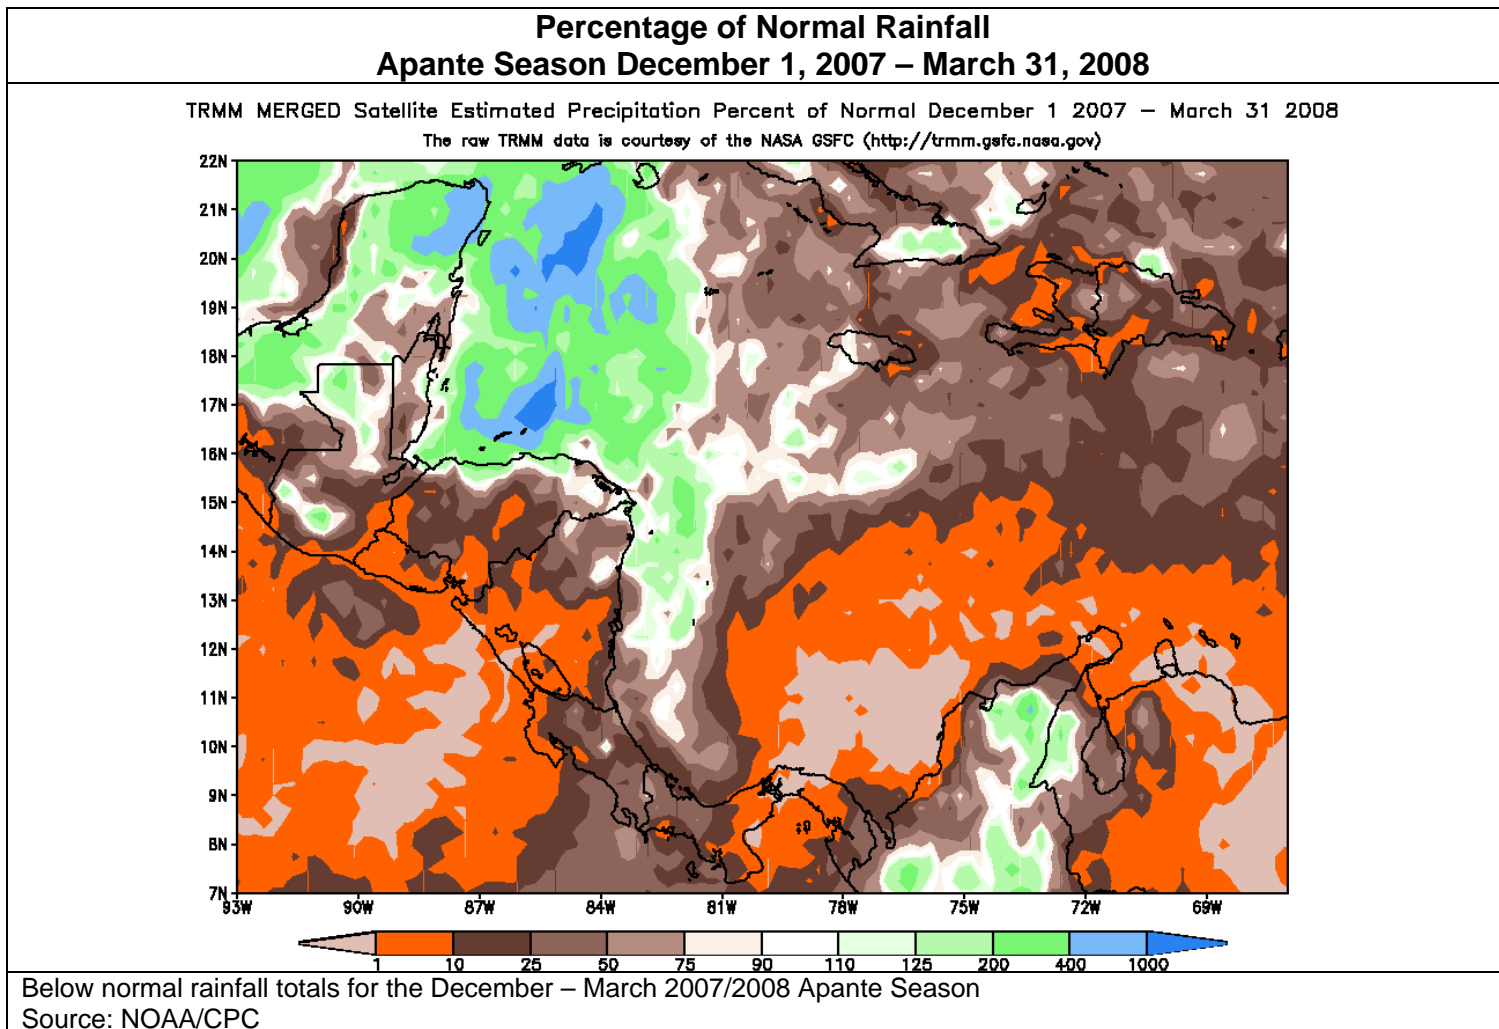 Percentage of Normal Rainfall
Apante Season December 1, 2007 – March 31, 2008
TRMM MERGED Satellite Estimated Precipitation Percent of Normal December 1 2007 – March 31 2008
The raw TRMM data is courtesy of the NASA GSFC (http://trmm.gsfc.nasa.gov)
22N
21N
20N
19N
18N
17N
16N
15N
14N
13N
12N
11N
10N
9N
8N
7N
93W 90W 87W 84W 81W 78W 75W 72W 69W
1 10 25 50 75 90 110 125 200 400 1000
Below normal rainfall totals for the December – March 2007/2008 Apante Season
Source: NOAA/CPC